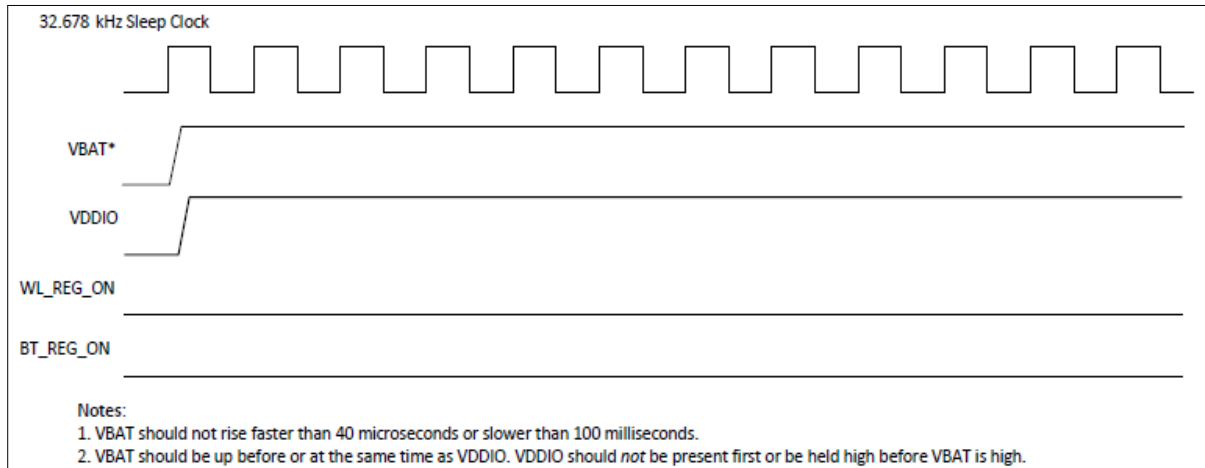 32.678 kHz Sleep Clock
VBAT*
VDDIO
WL_REG_ON
BT_REG_ON
Notes:
1. VBAT should not rise faster than 40 microseconds or slower than 100 milliseconds.
2. VBAT should be up before or at the same time as VDDIO. VDDIO should not be present first or be held high before VBAT is high.